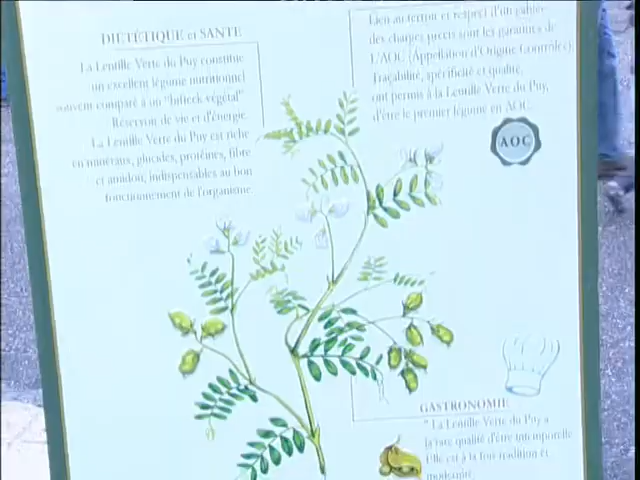 DIÉTÉTIQUE et SANTÉ
La Lentille Verte du Puy constitue
un excellent légume nutritionnel
souvent comparé à un "bifteck végétal"
Réservoir de vie et d'énergie.
La Lentille Verte du Puy est riche
en minéraux, glucides, protéines, fibre
et amidon, indispensables au bon
fonctionnement de l'organisme.
Lien au terroir et respect d'un cahier
des charges précis sont les garanties de
L'AOC (Appellation d'Origine Contrôlée).
Traçabilité, spécificité et qualité,
ont permis à la Lentille Verte du Puy,
d'être le premier légume en AOC.
AOC
GASTRONOMIE
"La Lentille Verte du Puy a
la rare qualité d'être intemporelle
Elle est à la fois tradition et
modernité